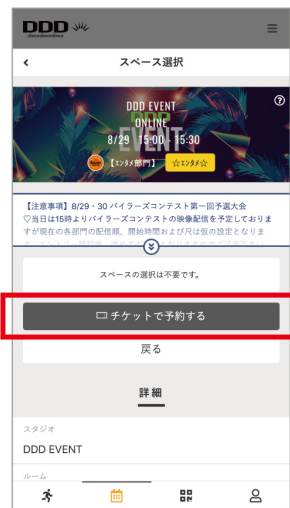 DDD
スペース選択
DDD EVENT
ONLINE
8/29 15:00 - 15:30
【エンタメ部門】 ☆エンタメ☆
【注意事項】8/29・30 バイラーズコンテスト第一回予選大会
♡当日は15時よりバイラーズコンテストの映像配信を予定しておりま
すが現在の各部門の配信順、開始時間および尺は仮の設定となりま
スペースの選択は不要です。
チケットで予約する
戻る
詳細
スタジオ
DDD EVENT
ルーム